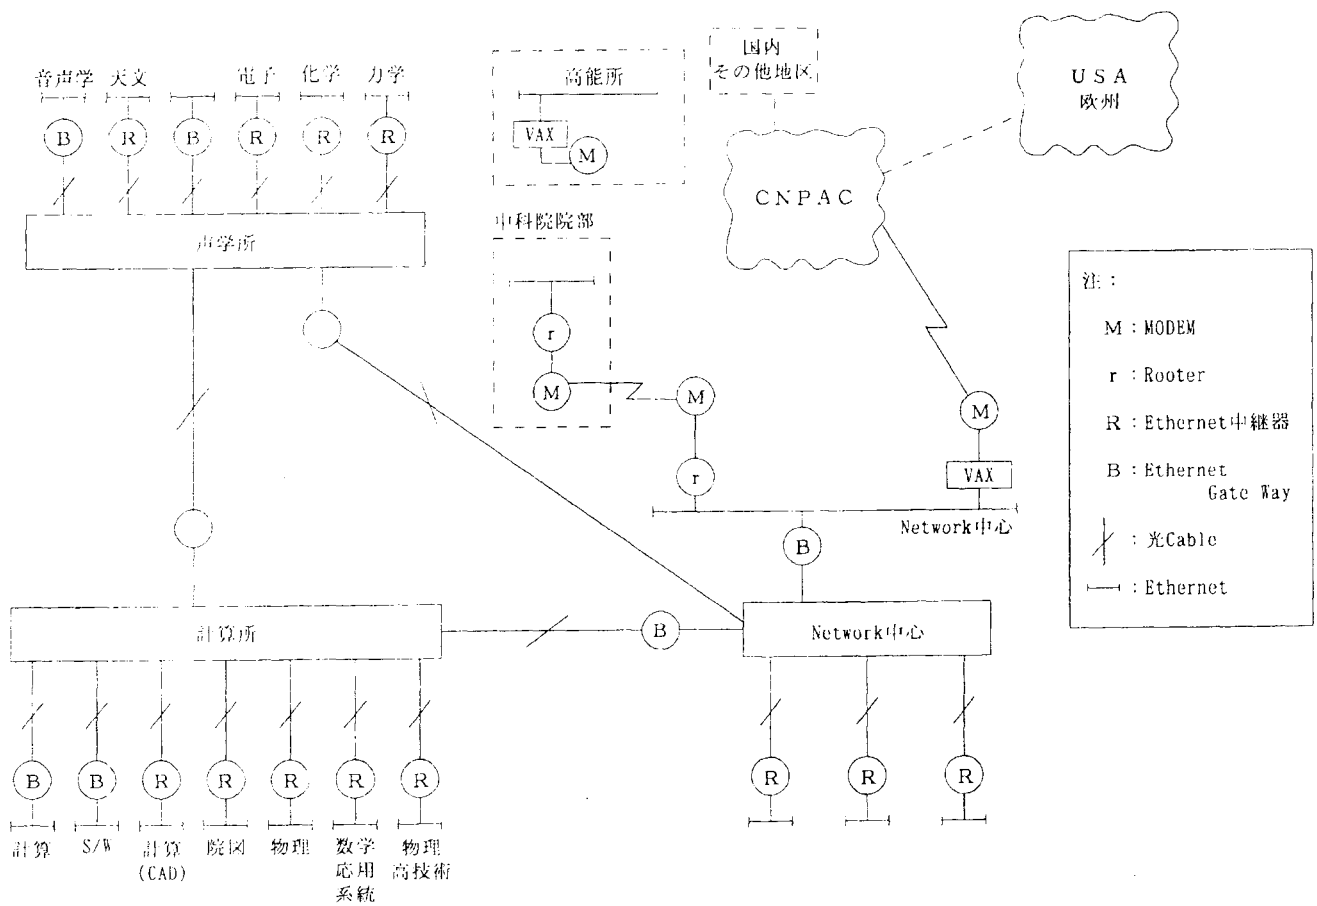 音声学 天文 電子 化学 力学
B R B R R R
声学所
高能所
VAX
M
国内
その他地区
USA
欧州
CNPAC
中科院院部
r
M
M
r
M
VAX
Network中心
B
計算所
B
Network中心
B B R R R R R
計算 S/W 計算 院図 物理 数学 物理
(CAD) 応用 高技術
系統
R R R
注：
M：MODEM
r：Rooter
R：Ethernet中継器
B：Ethernet
Gate Way
：光Cable
：Ethernet